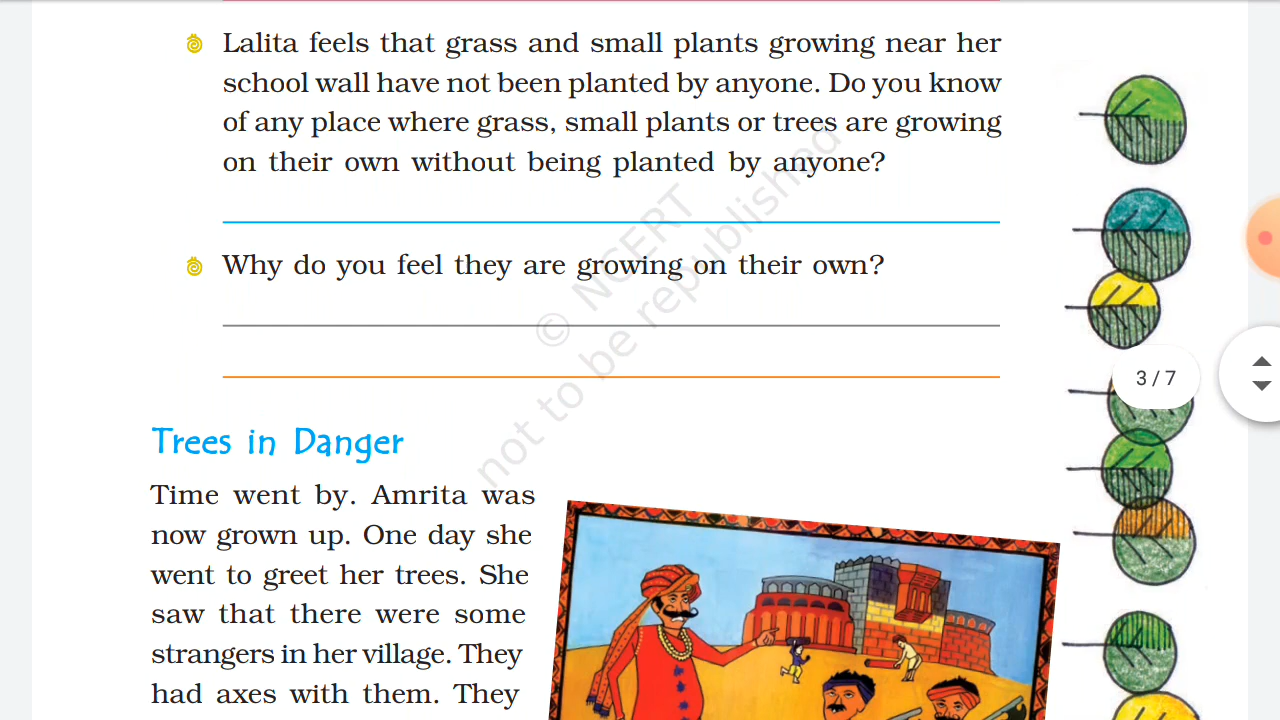 Lalita feels that grass and small plants growing near her
school wall have not been planted by anyone. Do you know
of any place where grass, small plants or trees are growing
on their own without being planted by anyone?
Why do you feel they are growing on their own?
© NCERT
not to be republished
3 / 7
Trees in Danger
Time went by. Amrita was
now grown up. One day she
went to greet her trees. She
saw that there were some
strangers in her village. They
had axes with them. They